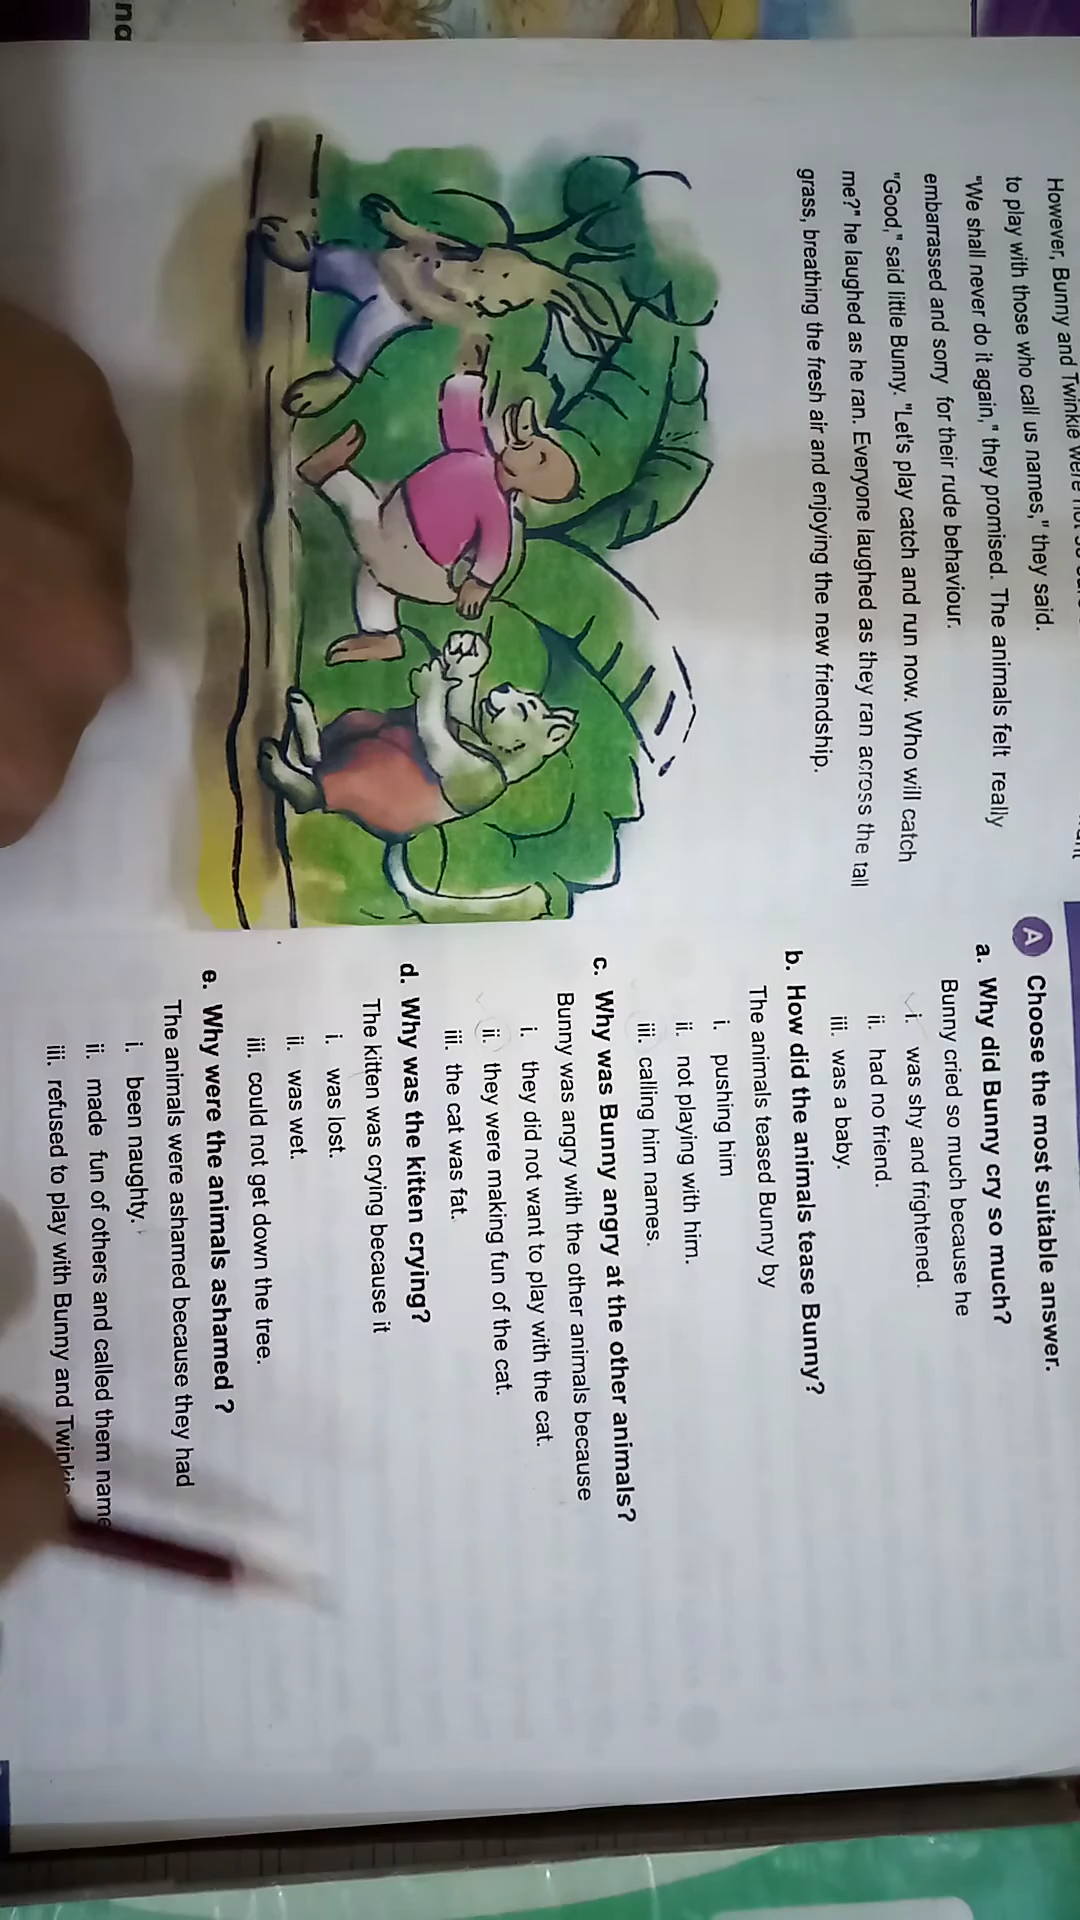 However, Bunny and Twinkle were
to play with those who call us names," they said.
"We shall never do it again," they promised. The animals felt really
embarrassed and sorry for their rude behaviour.
"Good," said little Bunny. "Let's play catch and run now. Who will catch
me?" he laughed as he ran. Everyone laughed as they ran across the tall
grass, breathing the fresh air and enjoying the new friendship.
A Choose the most suitable answer.
a. Why did Bunny cry so much?
Bunny cried so much because he
i. was shy and frightened.
ii. had no friend.
iii. was a baby.
b. How did the animals tease Bunny?
The animals teased Bunny by
i. pushing him
ii. not playing with him.
iii. calling him names.
c. Why was Bunny angry at the other animals?
Bunny was angry with the other animals because
i. they did not want to play with the cat.
ii. they were making fun of the cat.
iii. the cat was fat.
d. Why was the kitten crying?
The kitten was crying because it
i. was lost.
ii. was wet.
iii. could not get down the tree.
e. Why were the animals ashamed ?
The animals were ashamed because they had
i. been naughty.
ii. made fun of others and called them name
iii. refused to play with Bunny and
na